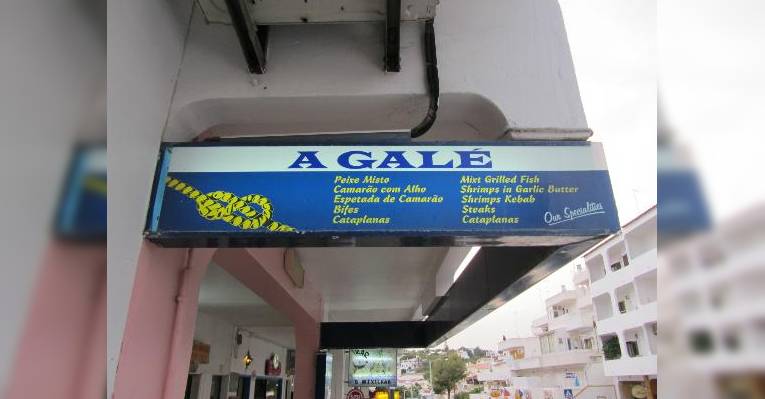 A GALÉ
Peixe Misto
Camarão com Alho
Espetada de Camarão
Bifes
Cataplanas
Mixt Grilled Fish
Shrimps in Garlic Butter
Shrimps Kebab
Steaks
Cataplanas
Our Specialities